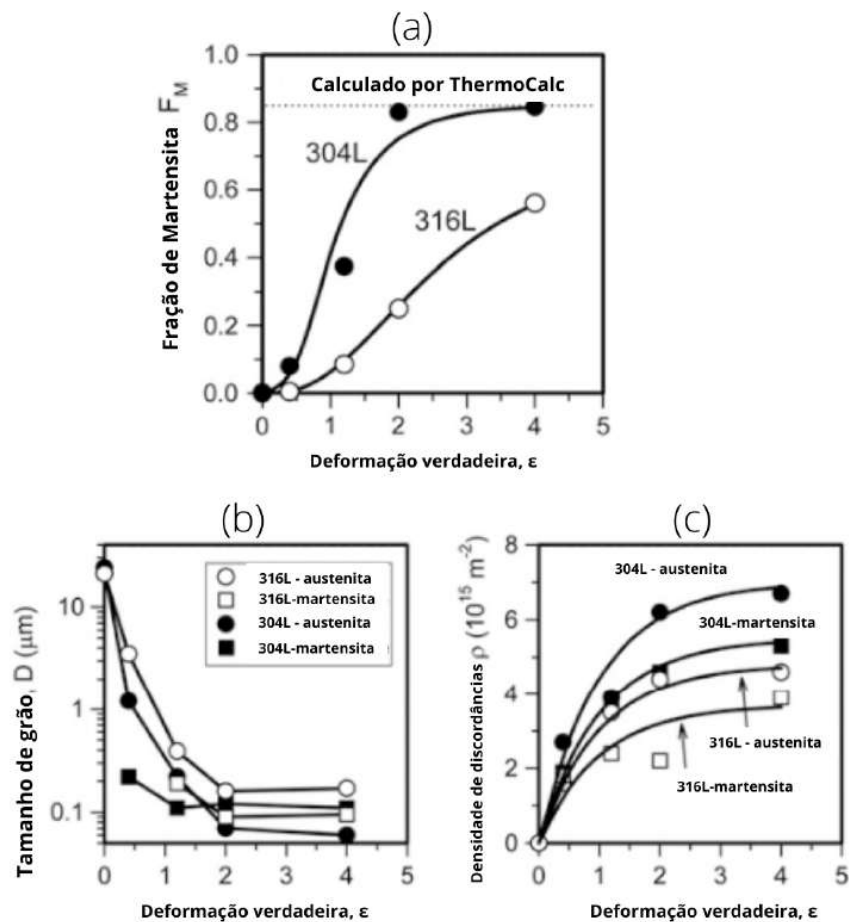 (a)
Calculado por ThermoCalc
304L
316L
Fração de Martensita F_M
1.0
0.8
0.6
0.4
0.2
0.0
0 1 2 3 4 5
Deformação verdadeira, ε
(b)
316L - austenita
316L-martensita
304L - austenita
304L-martensita
Tamanho de grão, D (μm)
10
1
0.1
0 1 2 3 4 5
Deformação verdadeira, ε
(c)
304L - austenita
304L-martensita
316L - austenita
316L-martensita
Densidade de discordâncias ρ (10¹⁵ m⁻²)
8
6
4
2
0
0 1 2 3 4 5
Deformação verdadeira, ε